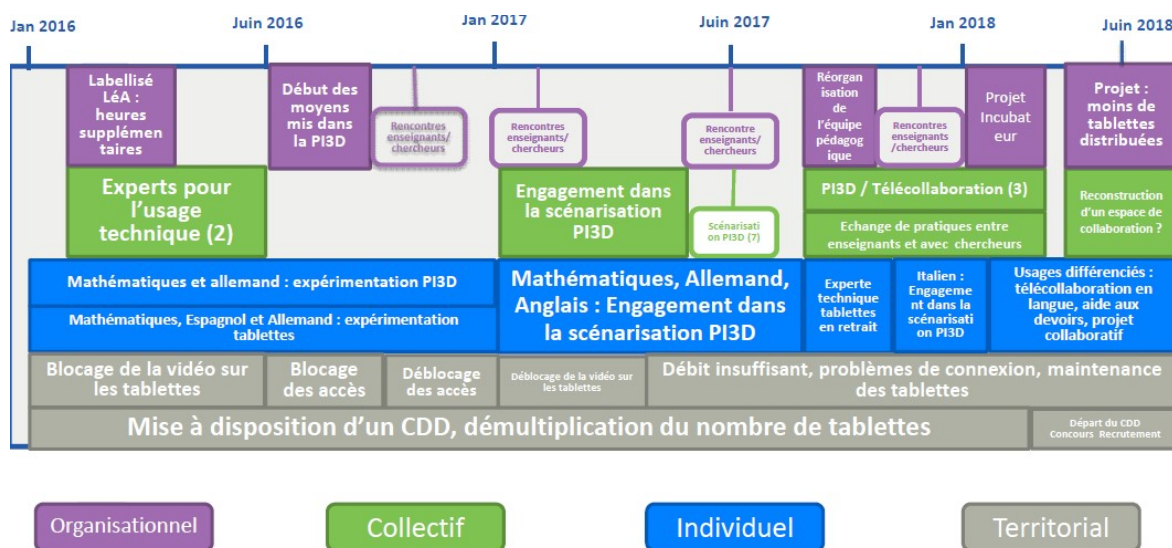 Jan 2016
Juin 2016
Jan 2017
Juin 2017
Jan 2018
Juin 2018
Labellisé
LéA :
heures
supplémen
taires
Début des
moyens
mis dans
la PI3D
Rencontres
enseignants/
chercheurs
Rencontres
enseignants/
chercheurs
Rencontre
enseignants/
chercheurs
Réorgan
isation
de
l'équipe
pédagog
ique
Rencontres
enseignants
/chercheurs
Projet
Incubat
eur
Projet :
moins de
tablettes
distribuées
Experts pour
l'usage
technique (2)
Engagement dans
la scénarisation
PI3D
Scénarisati
on PI3D (7)
PI3D / Télécollaboration (3)
Echange de pratiques entre
enseignants et avec chercheurs
Reconstruction
d'un espace de
collaboration ?
Mathématiques et allemand : expérimentation PI3D
Mathématiques, Espagnol et Allemand : expérimentation
tablettes
Mathématiques, Allemand,
Anglais : Engagement dans
la scénarisation PI3D
Experte
technique
tablettes
en retrait
Italien :
Engageme
nt dans la
scénarisati
on PI3D
Usages différenciés :
télécollaboration en
langue, aide aux
devoirs, projet
collaboratif
Blocage de la vidéo sur
les tablettes
Blocage
des accès
Déblocage
des accès
Déblocage de la vidéo sur
les tablettes
Débit insuffisant, problèmes de connexion, maintenance
des tablettes
Mise à disposition d'un CDD, démultiplication du nombre de tablettes
Départ du CDD
Concours Recrutement
Organisationnel
Collectif
Individuel
Territorial